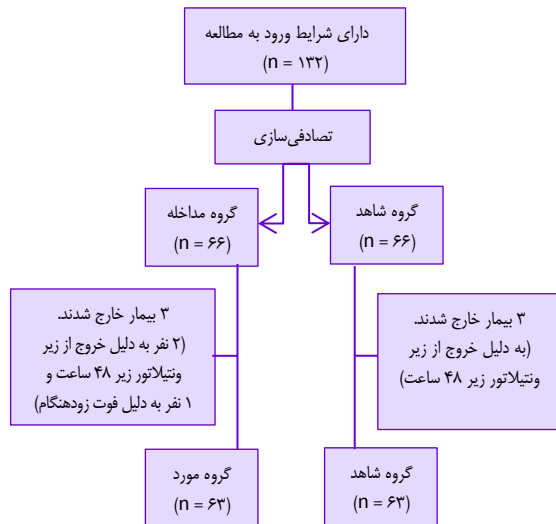 دارای شرایط ورود به مطالعه
(n = ۱۳۲)
تصادفی‌سازی
گروه شاهد
(n = ۶۶)
گروه مداخله
(n = ۶۶)
۳ بیمار خارج شدند.
(به دلیل خروج از زیر
ونتیلاتور زیر ۴۸ ساعت)
۳ بیمار خارج شدند.
(۲ نفر به دلیل خروج از زیر
ونتیلاتور زیر ۴۸ ساعت و
۱ نفر به دلیل فوت زودهنگام)
گروه شاهد
(n = ۶۳)
گروه مورد
(n = ۶۳)